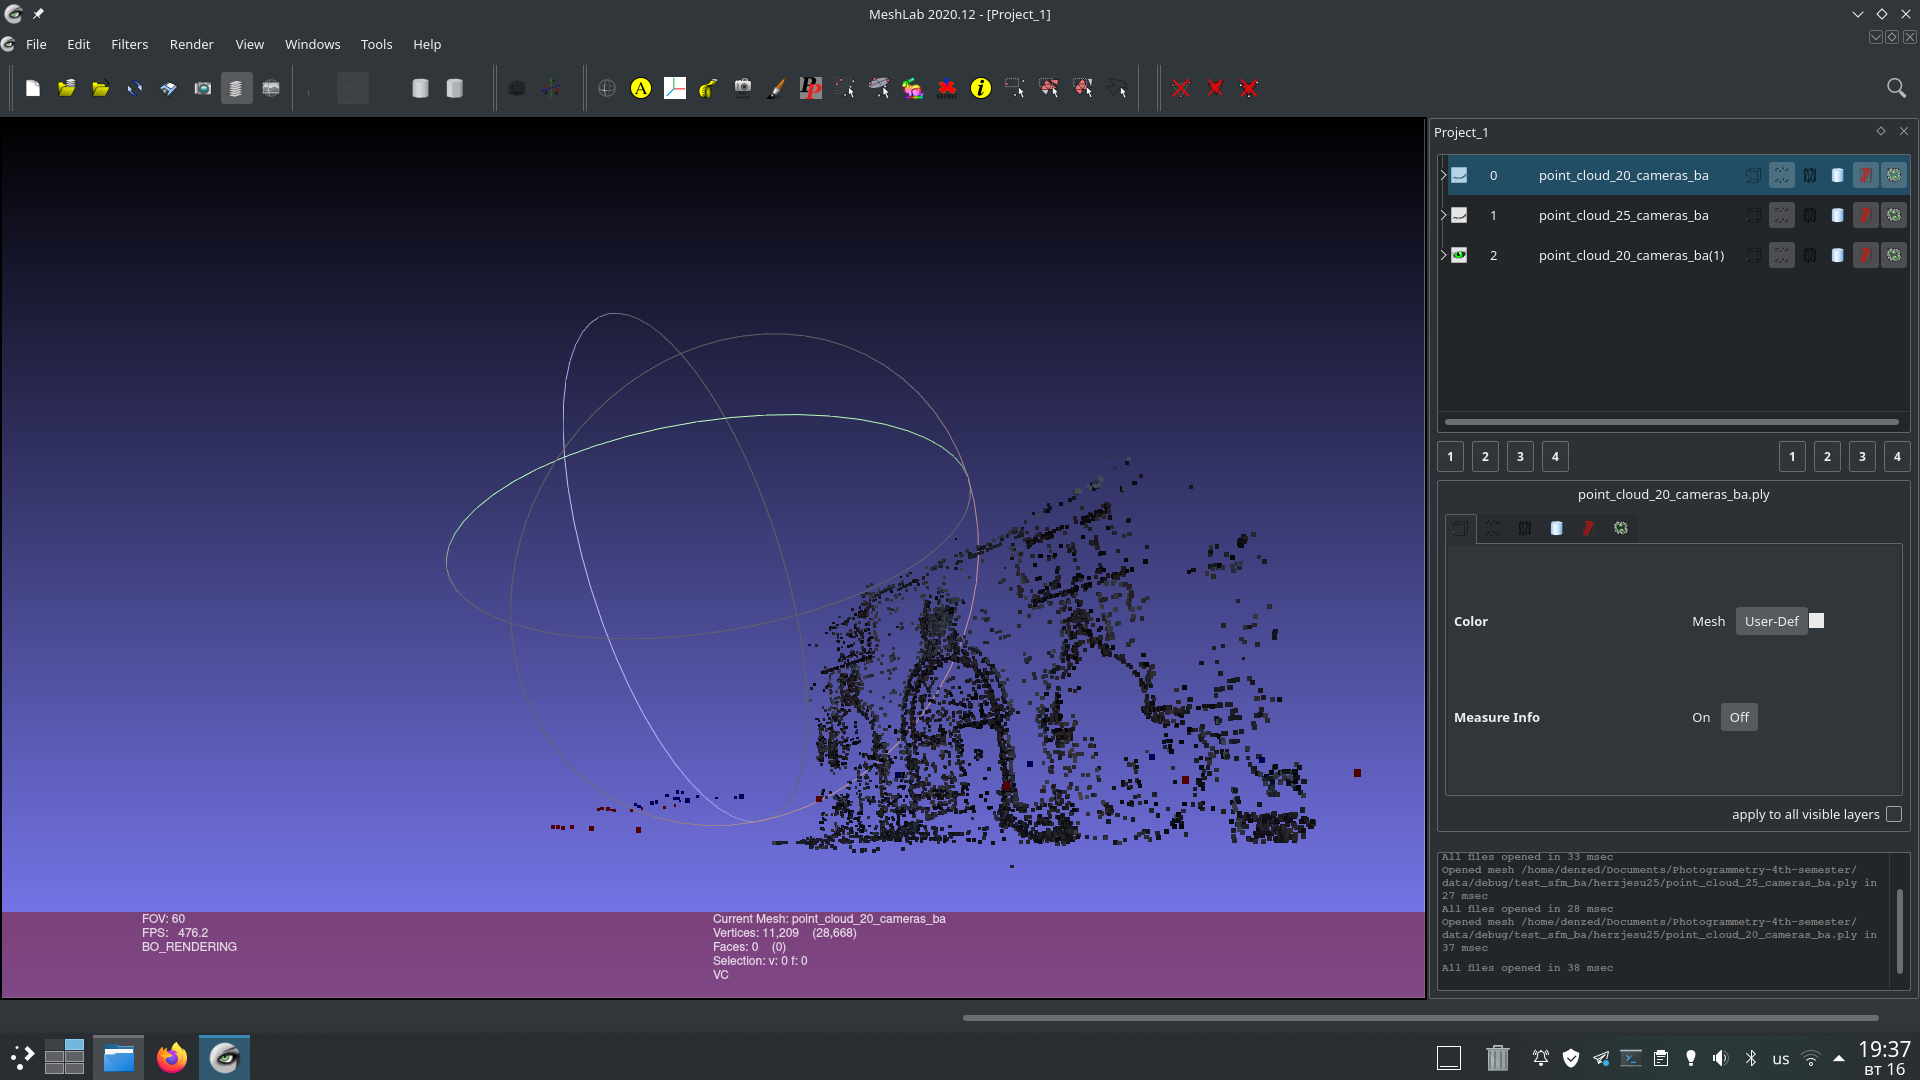 MeshLab 2020.12 - [Project_1]
File Edit Filters Render View Windows Tools Help
A
PP
i
Project_1
0 point_cloud_20_cameras_ba
1 point_cloud_25_cameras_ba
2 point_cloud_20_cameras_ba(1)
1 2 3 4 1 2 3 4
point_cloud_20_cameras_ba.ply
Color Mesh User-Def
Measure Info On Off
apply to all visible layers
All files opened in 33 msec
Opened mesh /home/denzed/Documents/Photogrammetry-4th-semester/
data/debug/test_sfm_ba/herzjesu25/point_cloud_25_cameras_ba.ply in
27 msec
All files opened in 28 msec
Opened mesh /home/denzed/Documents/Photogrammetry-4th-semester/
data/debug/test_sfm_ba/herzjesu25/point_cloud_20_cameras_ba.ply in
37 msec
All files opened in 38 msec
FOV: 60
FPS: 476.2
BO_RENDERING
Current Mesh: point_cloud_20_cameras_ba
Vertices: 11,209 (28,668)
Faces: 0 (0)
Selection: v: 0 f: 0
VC
us
19:37
вт 16